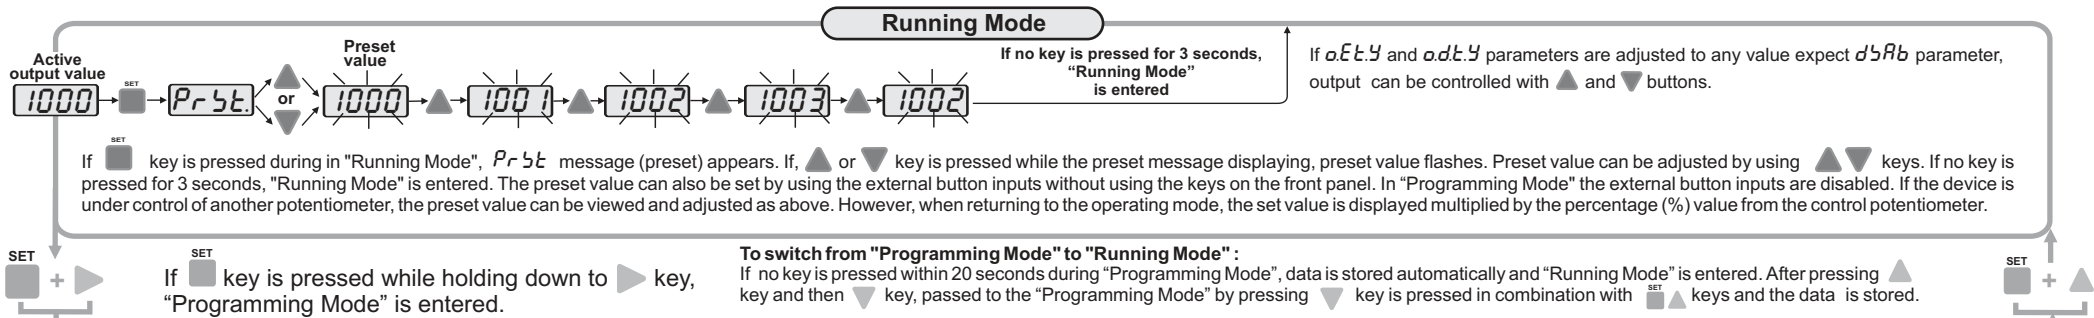 Running Mode
Active
output value
Preset
value
1000 SET Pr5t. or 1000 1001 1002 1003 1002
If no key is pressed for 3 seconds,
“Running Mode”
is entered
If o.Et.Y and o.d.t.Y parameters are adjusted to any value expect d5Ab parameter,
output can be controlled with ▲ and ▼ buttons.
SET
If key is pressed during in "Running Mode", Pr5t message (preset) appears. If, ▲ or ▼ key is pressed while the preset message displaying, preset value flashes. Preset value can be adjusted by using ▲▼ keys. If no key is
pressed for 3 seconds, "Running Mode" is entered. The preset value can also be set by using the external button inputs without using the keys on the front panel. In “Programming Mode" the external button inputs are disabled. If the device is
under control of another potentiometer, the preset value can be viewed and adjusted as above. However, when returning to the operating mode, the set value is displayed multiplied by the percentage (%) value from the control potentiometer.
SET
+
SET
If key is pressed while holding down to ▶ key,
“Programming Mode” is entered.
To switch from "Programming Mode" to "Running Mode" :
If no key is pressed within 20 seconds during “Programming Mode”, data is stored automatically and “Running Mode” is entered. After pressing ▲
key and then ▼ key, passed to the “Programming Mode” by pressing ▼ key is pressed in combination with SET ▲ keys and the data is stored.
SET
+